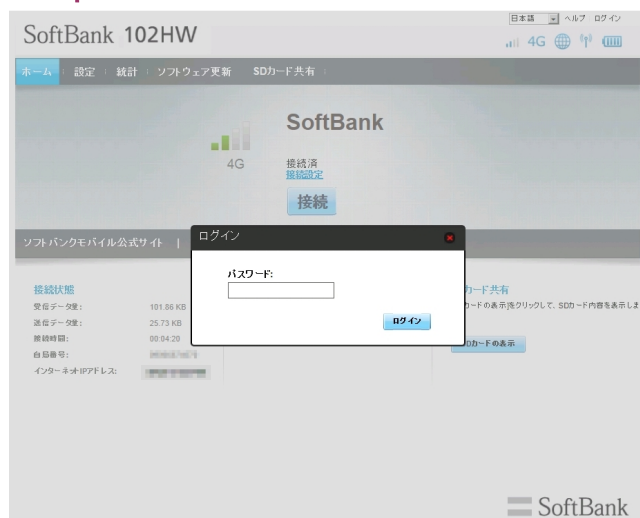 日本語 ヘルプ ログイン
SoftBank 102HW
4G
ホーム 設定 統計 ソフトウェア更新 SDカード共有
SoftBank
4G
接続済
接続設定
接続
ソフトバンクモバイル公式サイト |
ログイン
パスワード:
ログイン
接続状態
受信データ量: 101.86 KB
送信データ量: 25.73 KB
接続時間: 00:04:20
自局番号:
インターネットIPアドレス:
カード共有
カードの表示]をクリックして、SDカード内容を表示しま
SDカードの表示
SoftBank